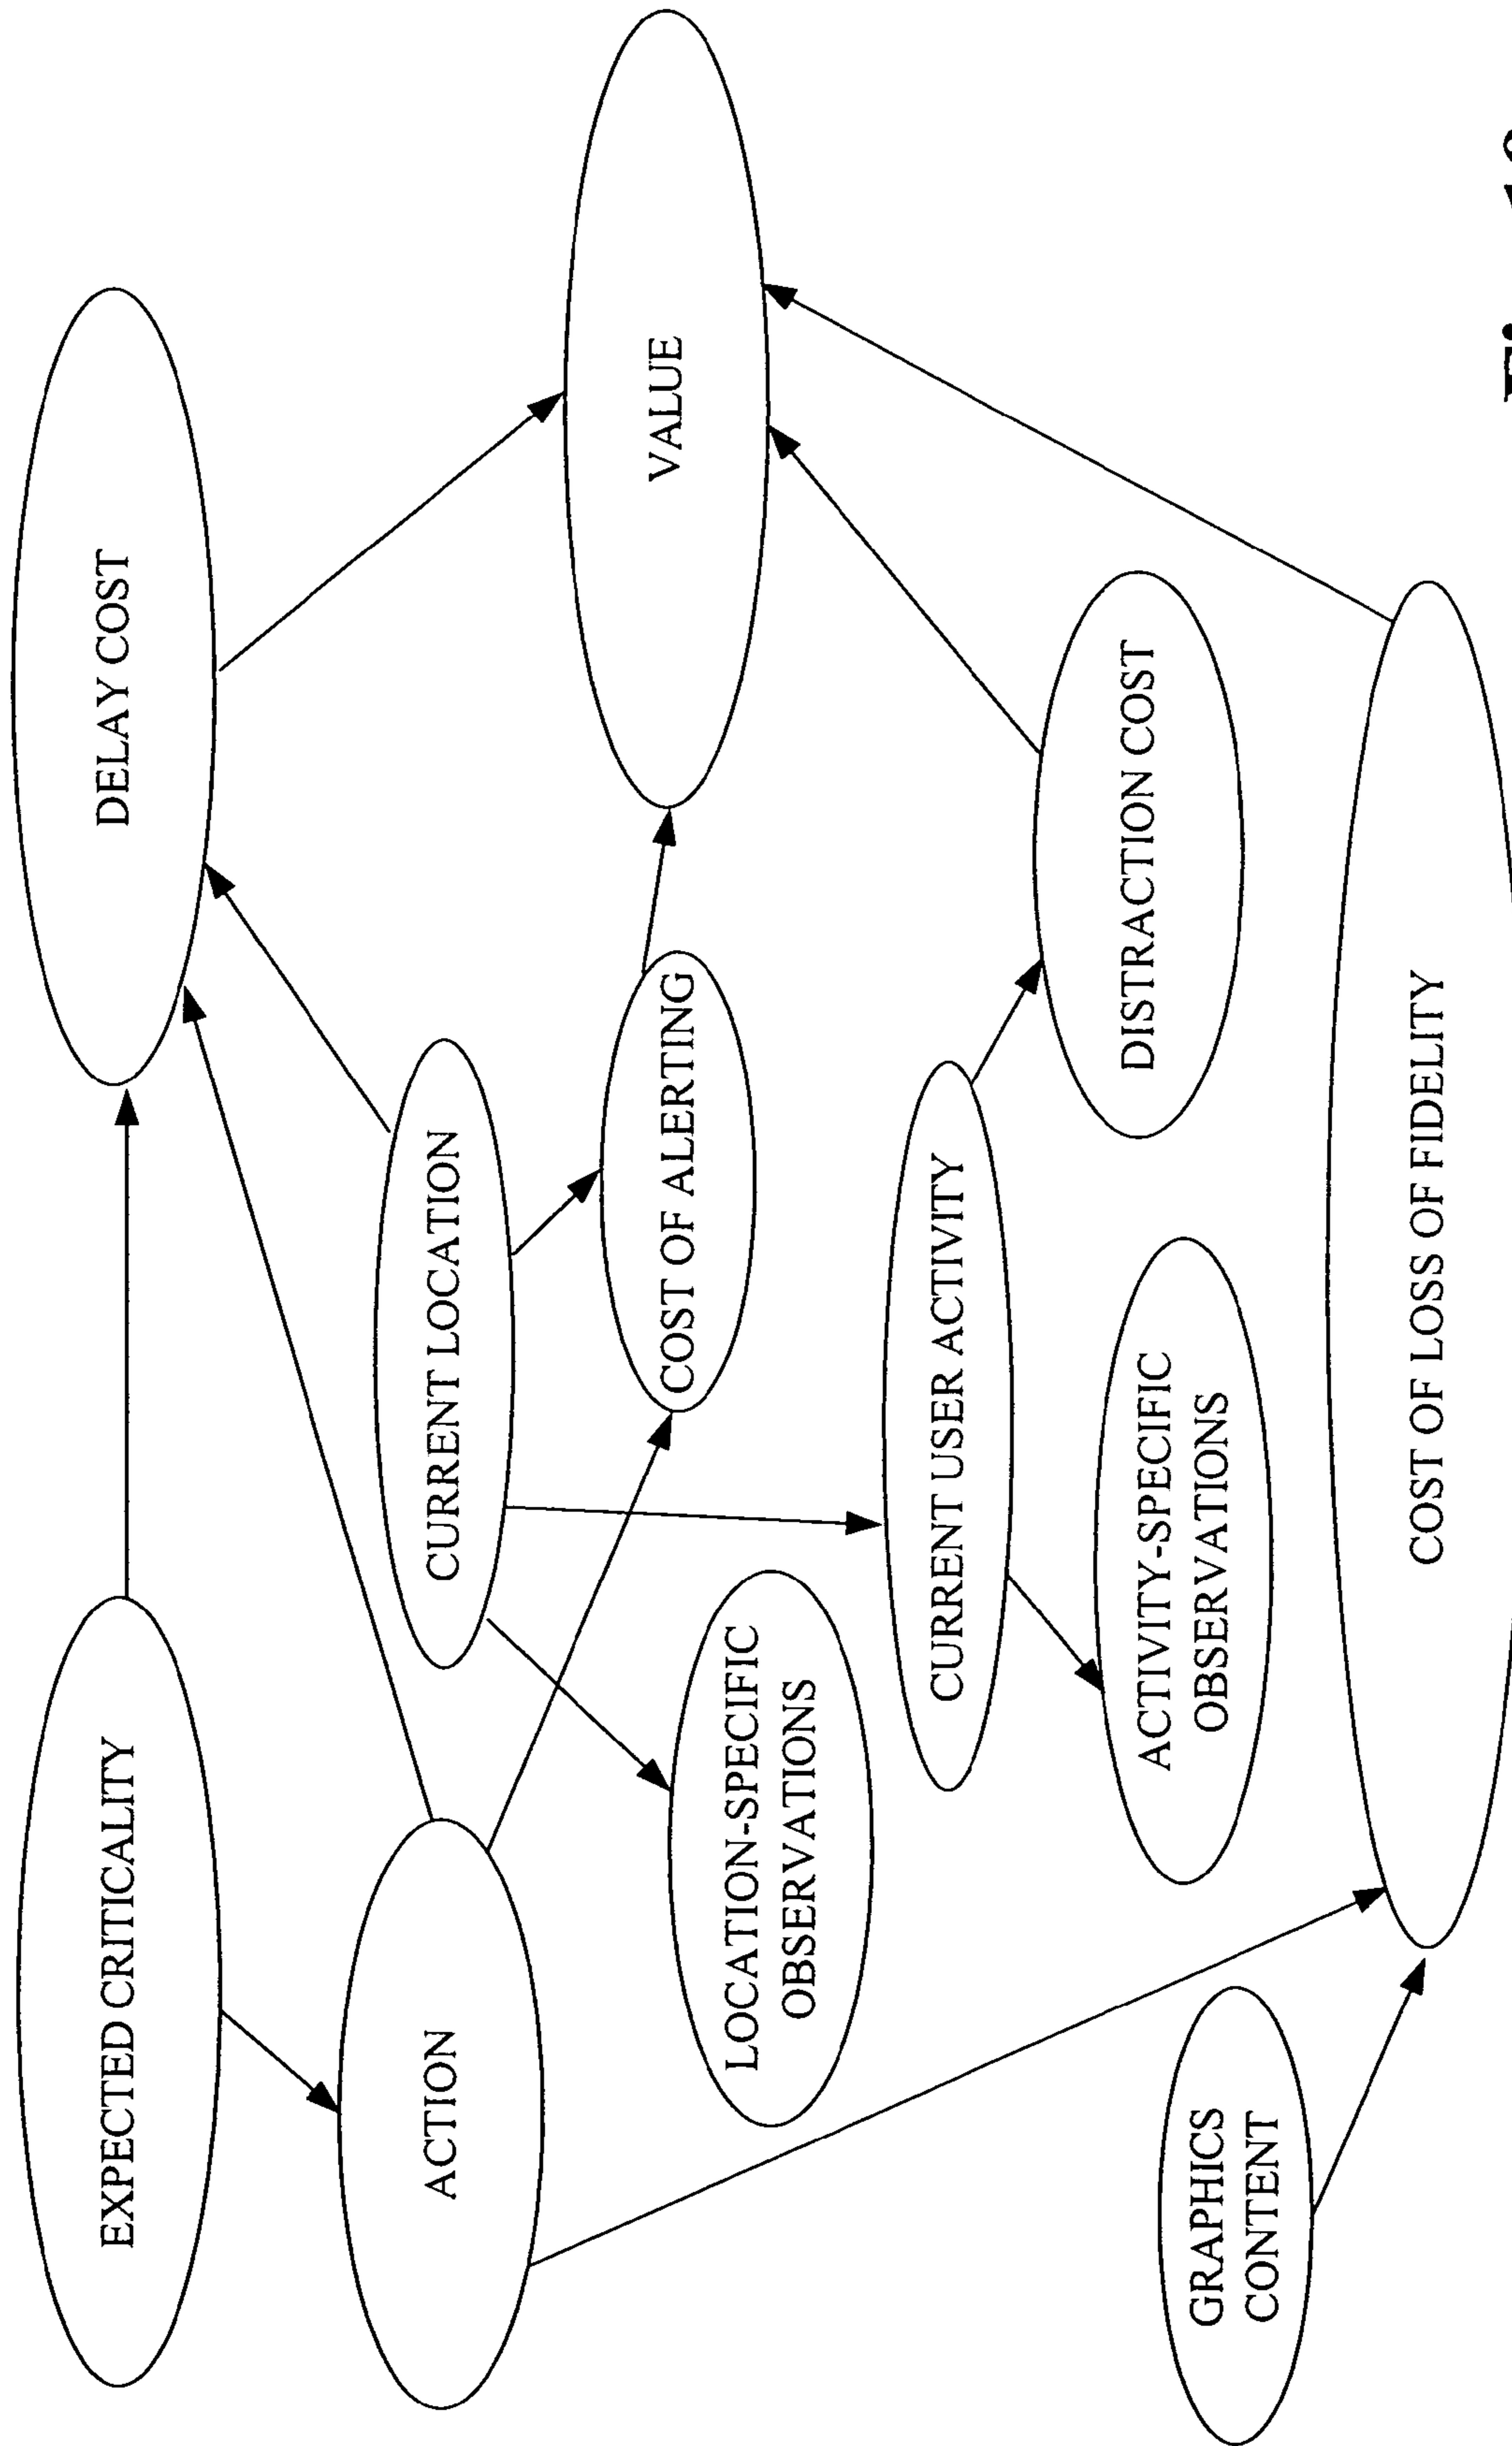 EXPECTED CRITICALITY
DELAY COST
ACTION
CURRENT LOCATION
VALUE
COST OF ALERTING
LOCATION-SPECIFIC
OBSERVATIONS
CURRENT USER ACTIVITY
DISTRACTION COST
ACTIVITY-SPECIFIC
OBSERVATIONS
GRAPHICS
CONTENT
COST OF LOSS OF FIDELITY